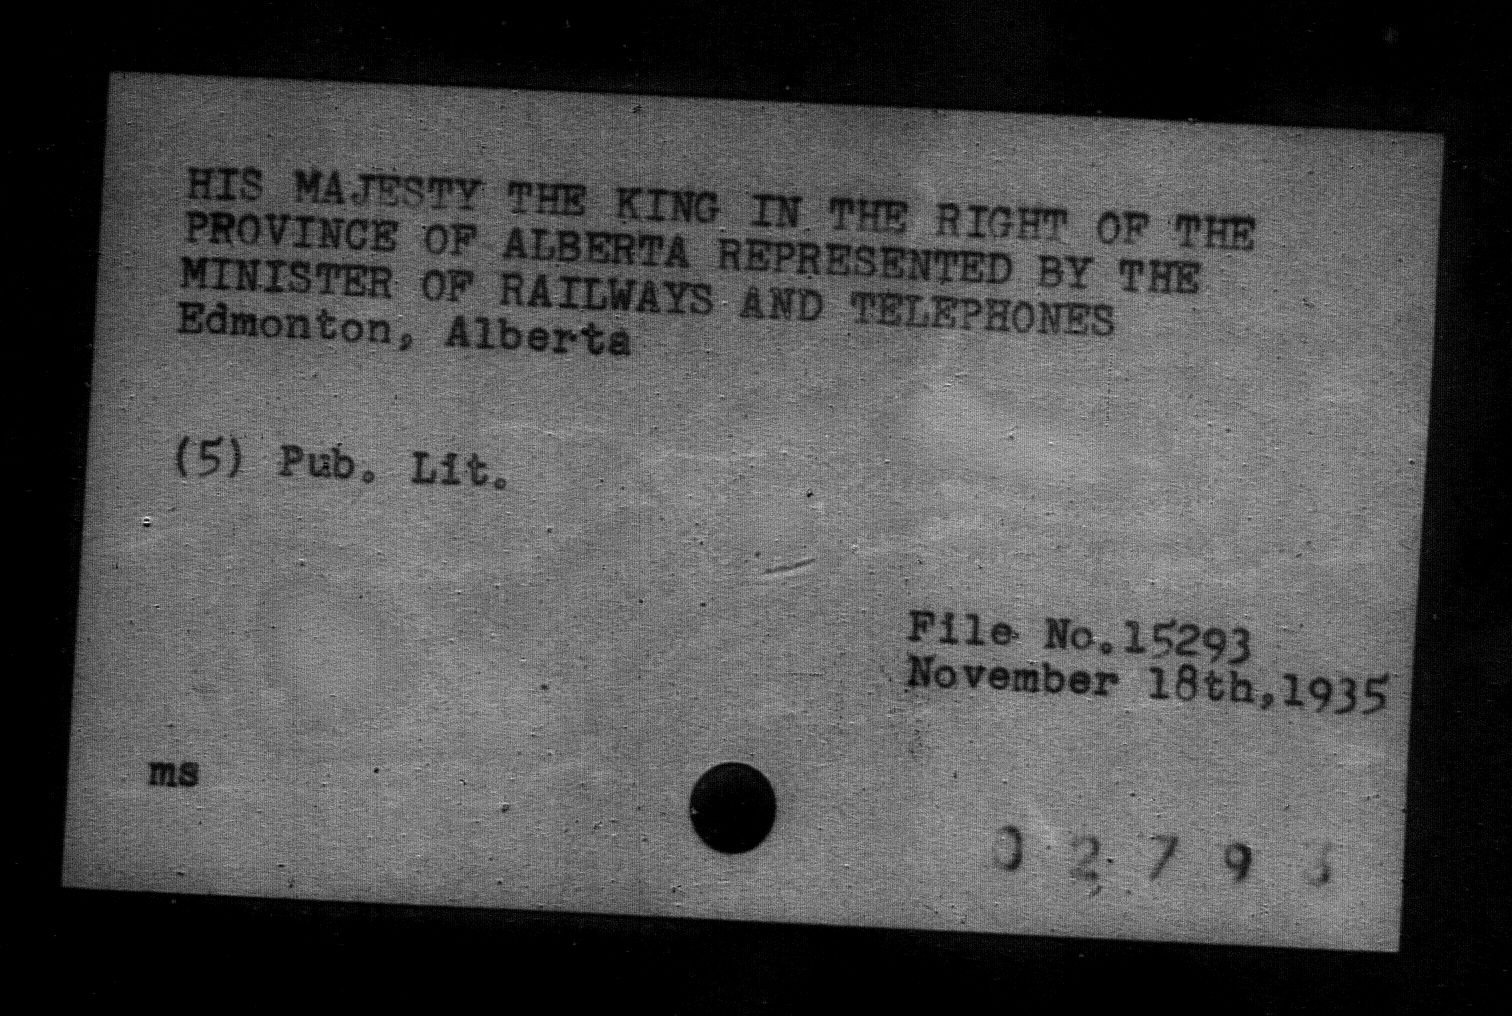 HIS MAJESTY THE KING IN THE RIGHT OF THE
PROVINCE OF ALBERTA REPRESENTED BY THE
MINISTER OF RAILWAYS AND TELEPHONES
Edmonton, Alberta
(5) Pub. Lit.
File No.15293
November 18th,1935
ms